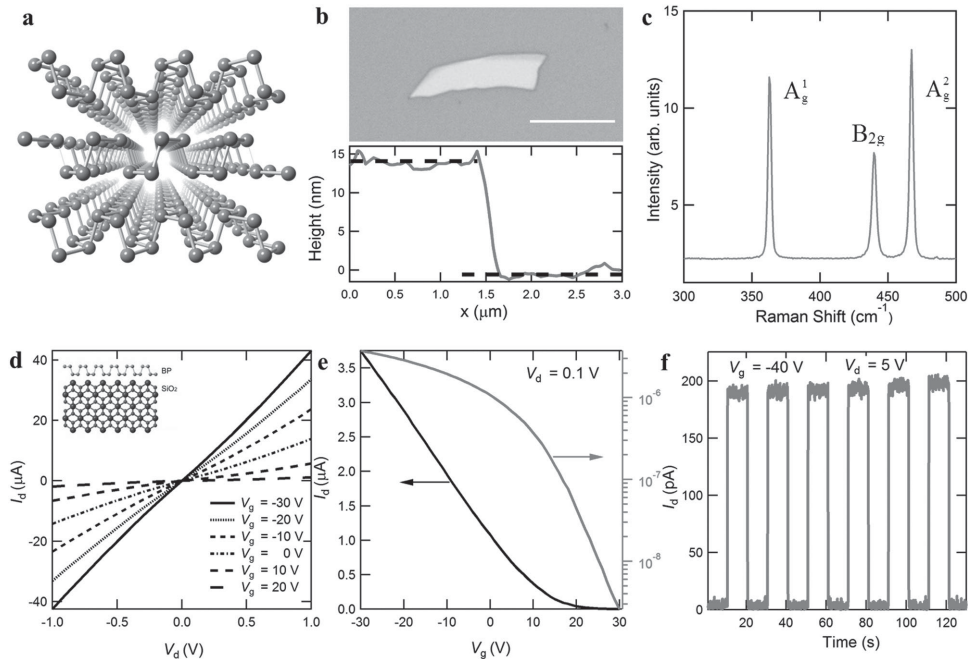 a
b
Height (nm)
15
10
5
0
0.0 0.5 1.0 1.5 2.0 2.5 3.0
x (μm)
c
Intensity (arb. units)
15
10
5
A¹g
B2g
A²g
300 350 400 450 500
Raman Shift (cm⁻¹)
d
Id (μA)
40
20
0
-20
-40
BP
SiO₂
Vg = -30 V
Vg = -20 V
Vg = -10 V
Vg = 0 V
Vg = 10 V
Vg = 20 V
-1.0 -0.5 0.0 0.5 1.0
Vd (V)
e
Id (μA)
3.5
3.0
2.5
2.0
1.5
1.0
0.5
0.0
Vd = 0.1 V
10⁻⁶
10⁻⁷
10⁻⁸
Id (A)
-30 -20 -10 0 10 20 30
Vg (V)
f
Id (pA)
200
150
100
50
0
Vg = -40 V
Vd = 5 V
20 40 60 80 100 120
Time (s)